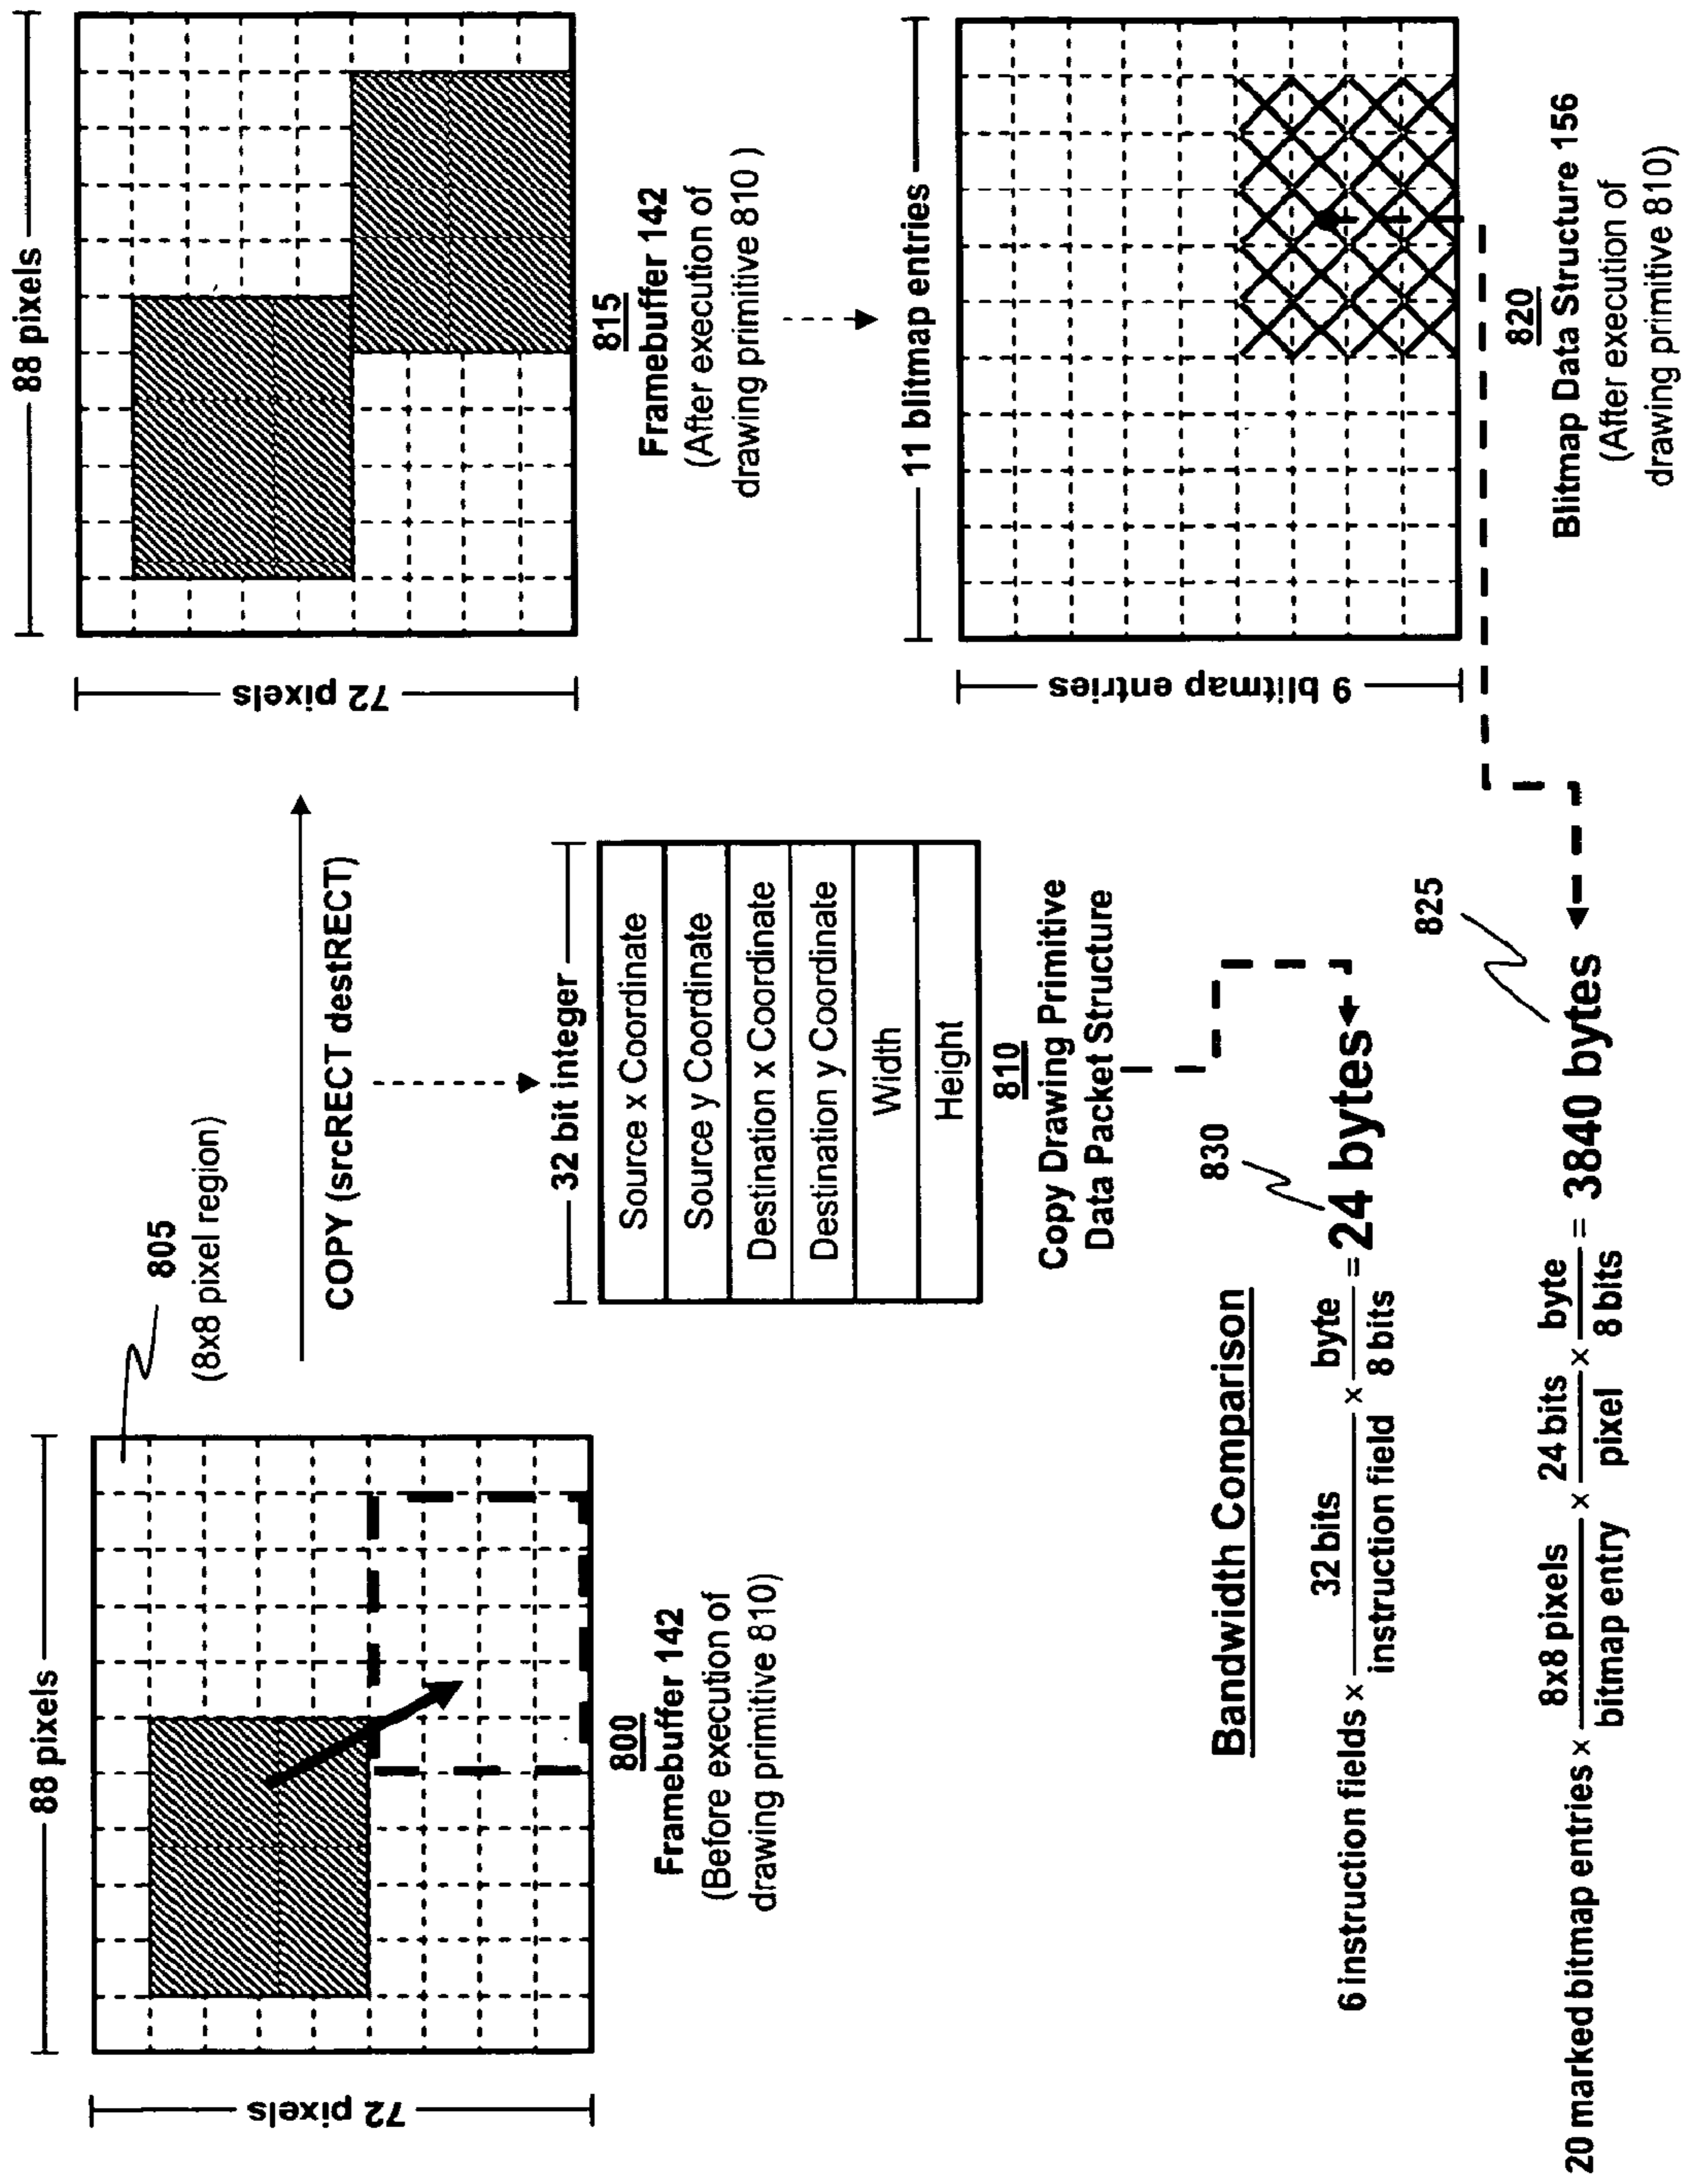 88 pixels
72 pixels
805
(8x8 pixel region)
800
Framebuffer 142
(Before execution of
drawing primitive 810)
COPY (srcRECT destRECT)
32 bit integer
Source x Coordinate
Source y Coordinate
Destination x Coordinate
Destination y Coordinate
Width
Height
810
Copy Drawing Primitive
Data Packet Structure
88 pixels
72 pixels
815
Framebuffer 142
(After execution of
drawing primitive 810 )
11 blitmap entries
9 blitmap entries
820
Blitmap Data Structure 156
(After execution of
drawing primitive 810)
Bandwidth Comparison
830
6 instruction fields × 32 bits / instruction field × byte / 8 bits = 24 bytes
825
20 marked bitmap entries × 8x8 pixels / bitmap entry × 24 bits / pixel × byte / 8 bits = 3840 bytes